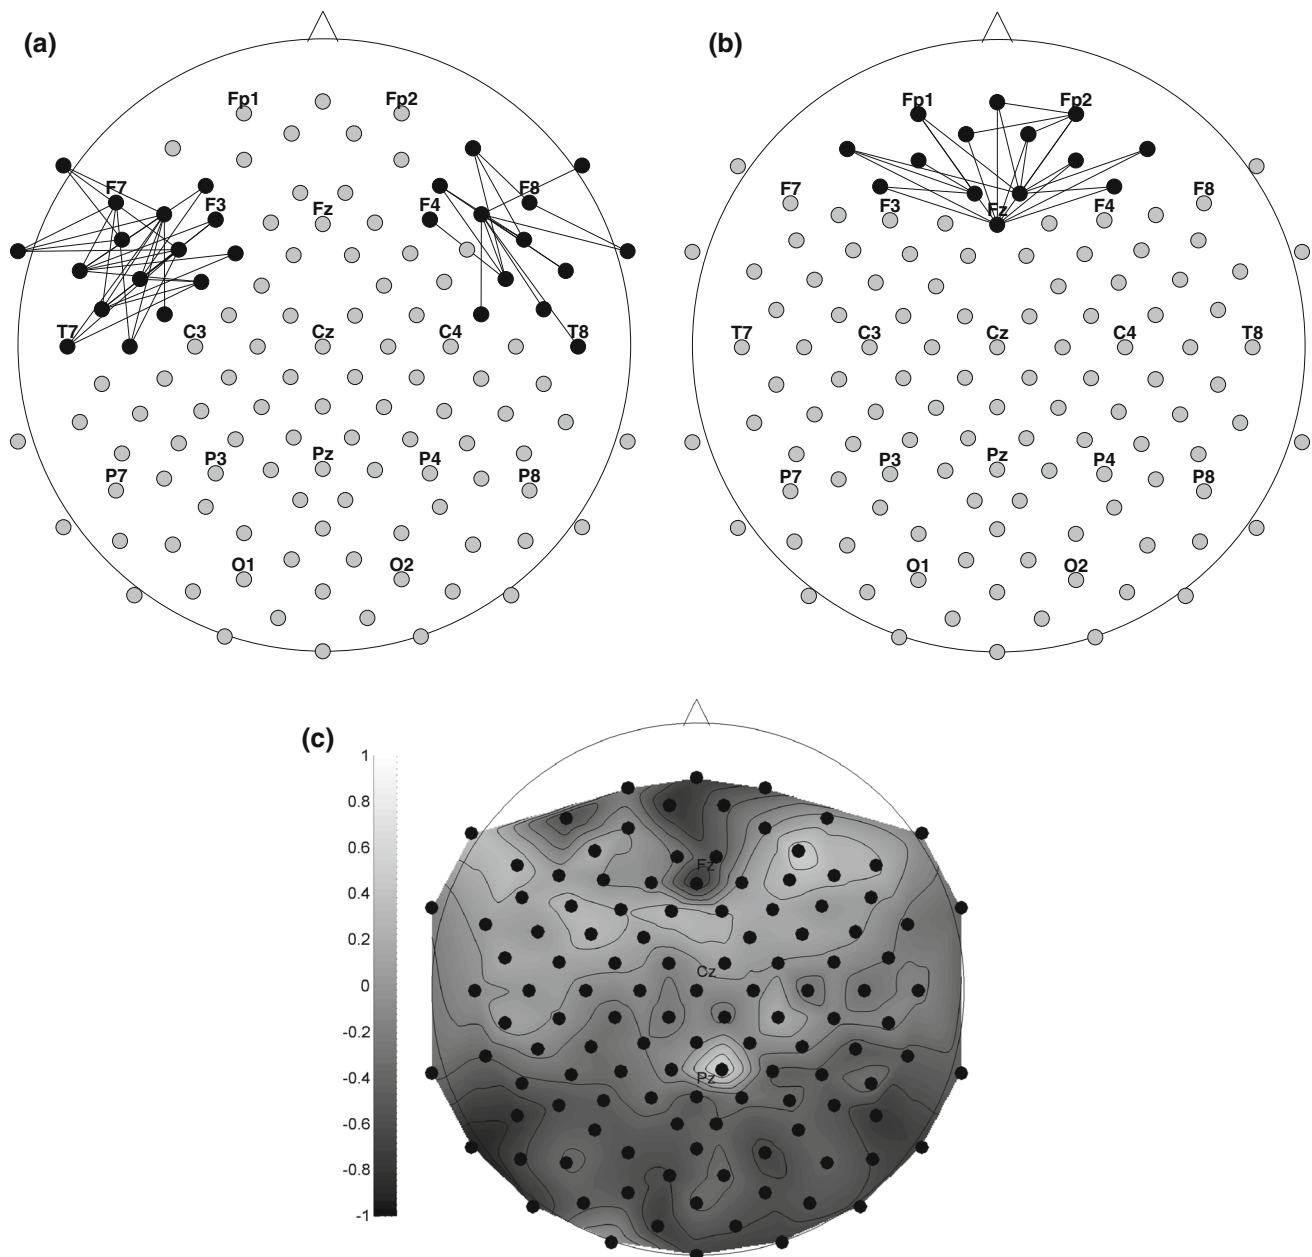 (a)
Fp1 Fp2
F7 F8
F3 F4
Fz
T7 C3 Cz C4 T8
P7 P3 Pz P4 P8
O1 O2
(b)
Fp1 Fp2
F7 F8
F3 Fz F4
T7 C3 Cz C4 T8
P7 P3 Pz P4 P8
O1 O2
(c)
1
0.8
0.6
0.4
0.2
0
-0.2
-0.4
-0.6
-0.8
-1
Fz
Cz
Pz